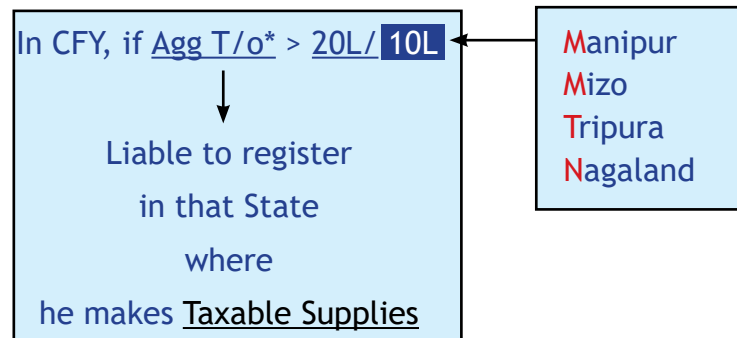 In CFY, if Agg T/o* > 20L/ 10L
Liable to register
in that State
where
he makes Taxable Supplies
Manipur
Mizo
Tripura
Nagaland